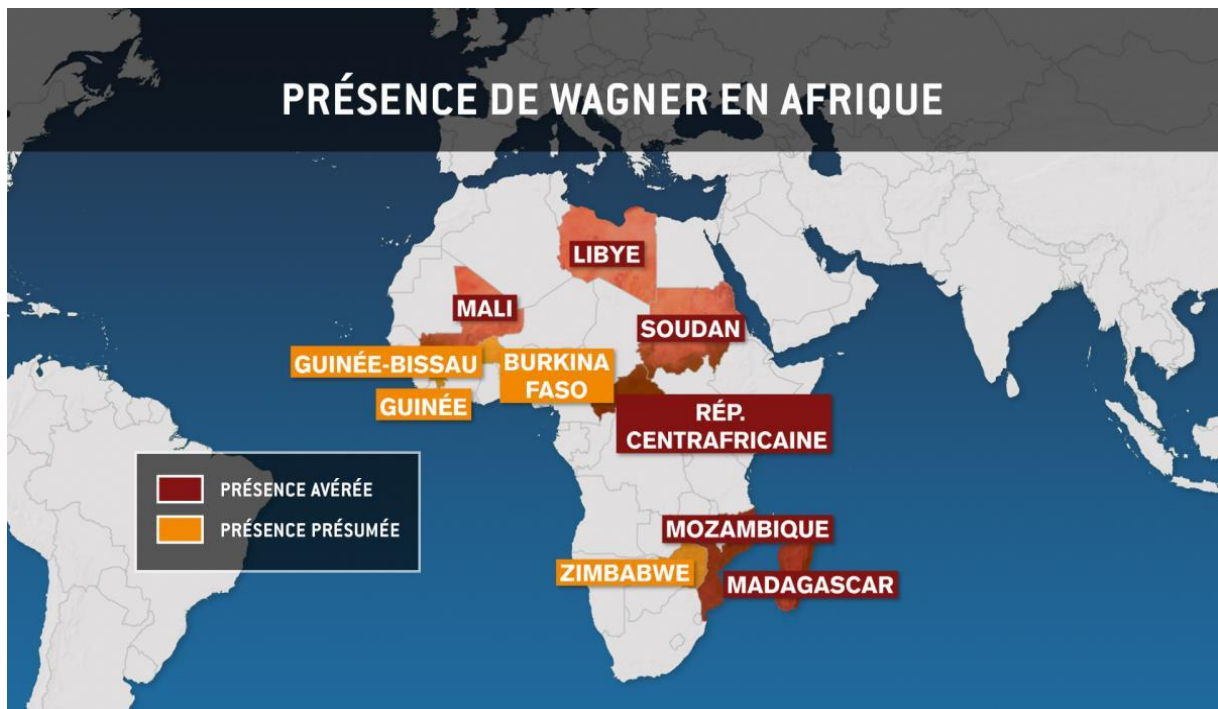 PRÉSENCE DE WAGNER EN AFRIQUE
LIBYE
MALI
SOUDAN
GUINÉE-BISSAU
BURKINA
FASO
GUINÉE
RÉP.
CENTRAFRICAINE
PRÉSENCE AVÉRÉE
PRÉSENCE PRÉSUMÉE
MOZAMBIQUE
ZIMBABWE
MADAGASCAR